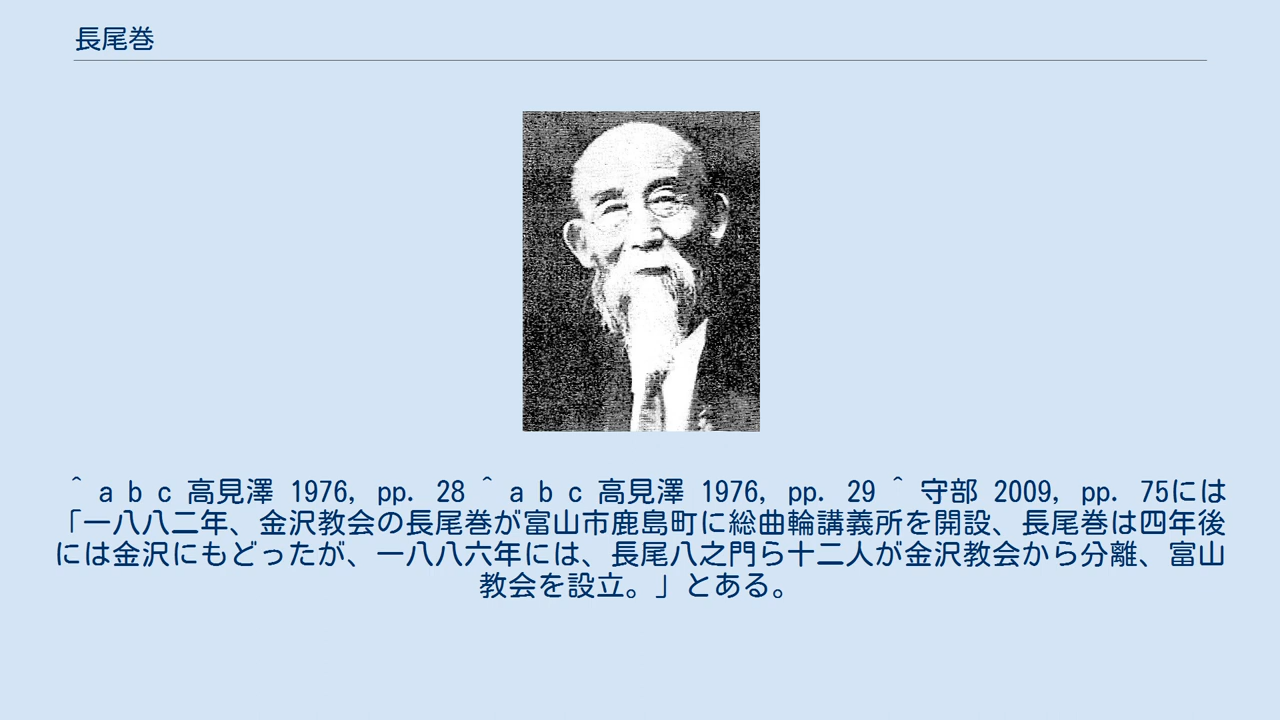 長尾巻
^ a b c 高見澤 1976, pp. 28 ^ a b c 高見澤 1976, pp. 29 ^ 守部 2009, pp. 75には
「一八八二年、金沢教会の長尾巻が富山市鹿島町に総曲輪講義所を開設、長尾巻は四年後
には金沢にもどったが、一八八六年には、長尾八之門ら十二人が金沢教会から分離、富山
教会を設立。」とある。